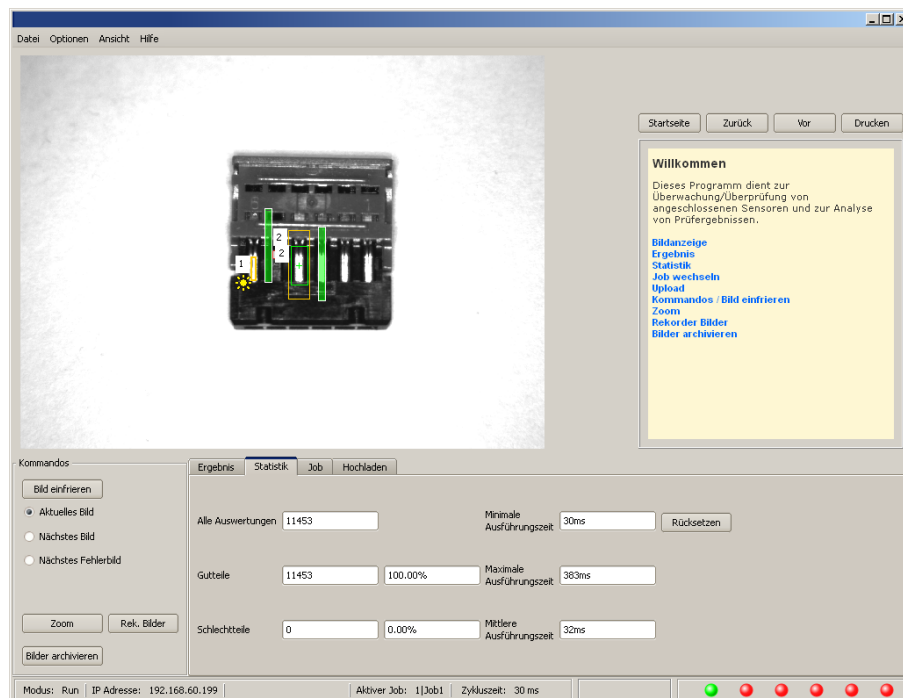 Datei Optionen Ansicht Hilfe
2
2
1
Startseite Zurück Vor Drucken
Willkommen
Dieses Programm dient zur
Überwachung/Überprüfung von
angeschlossenen Sensoren und zur Analyse
von Prüfergebnissen.
Bildanzeige
Ergebnis
Statistik
Job wechseln
Upload
Kommandos / Bild einfrieren
Zoom
Rekorder Bilder
Bilder archivieren
Kommandos
Bild einfrieren
Aktuelles Bild
Nächstes Bild
Nächstes Fehlerbild
Zoom Rek. Bilder
Bilder archivieren
Ergebnis Statistik Job Hochladen
Alle Auswertungen 11453
Minimale
Ausführungszeit 30ms Rücksetzen
Gutteile 11453 100.00%
Maximale
Ausführungszeit 383ms
Schlechtteile 0 0.00%
Mittlere
Ausführungszeit 32ms
Modus: Run IP Adresse: 192.168.60.199 Aktiver Job: 1|Job1 Zykluszeit: 30 ms